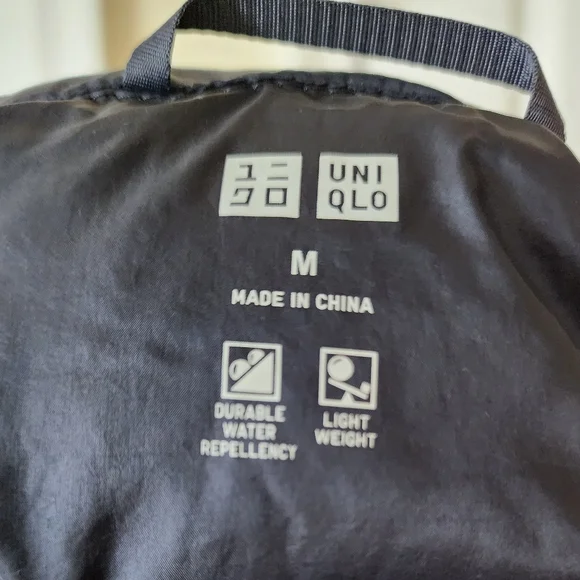 ユニ UNI
クロ QLO
M
MADE IN CHINA
DURABLE LIGHT
WATER WEIGHT
REPELLENCY